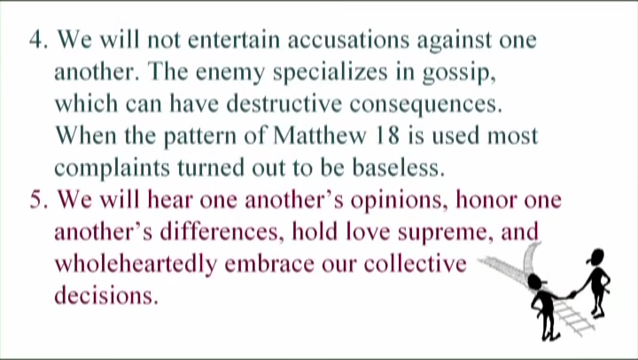 4. We will not entertain accusations against one
another. The enemy specializes in gossip,
which can have destructive consequences.
When the pattern of Matthew 18 is used most
complaints turned out to be baseless.
5. We will hear one another's opinions, honor one
another's differences, hold love supreme, and
wholeheartedly embrace our collective
decisions.